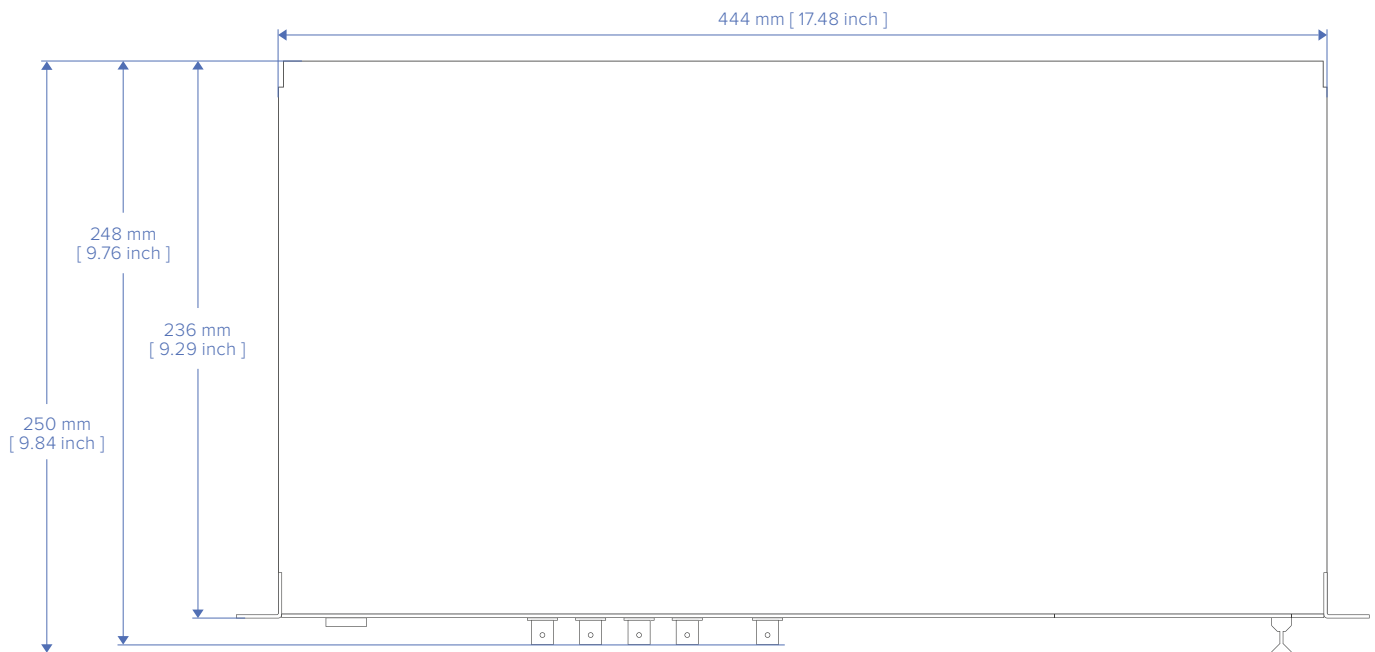 444 mm [ 17.48 inch ]
248 mm
[ 9.76 inch ]
236 mm
[ 9.29 inch ]
250 mm
[ 9.84 inch ]